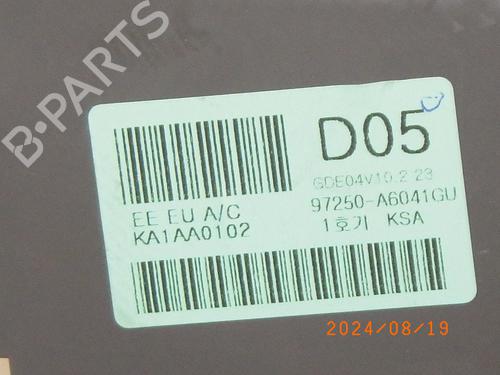 B-PARTS
D05
GDE04V10.2.23
EE EU A/C
97250-A6041GU
KA1AA0102
1호기 KSA
2024/08/19